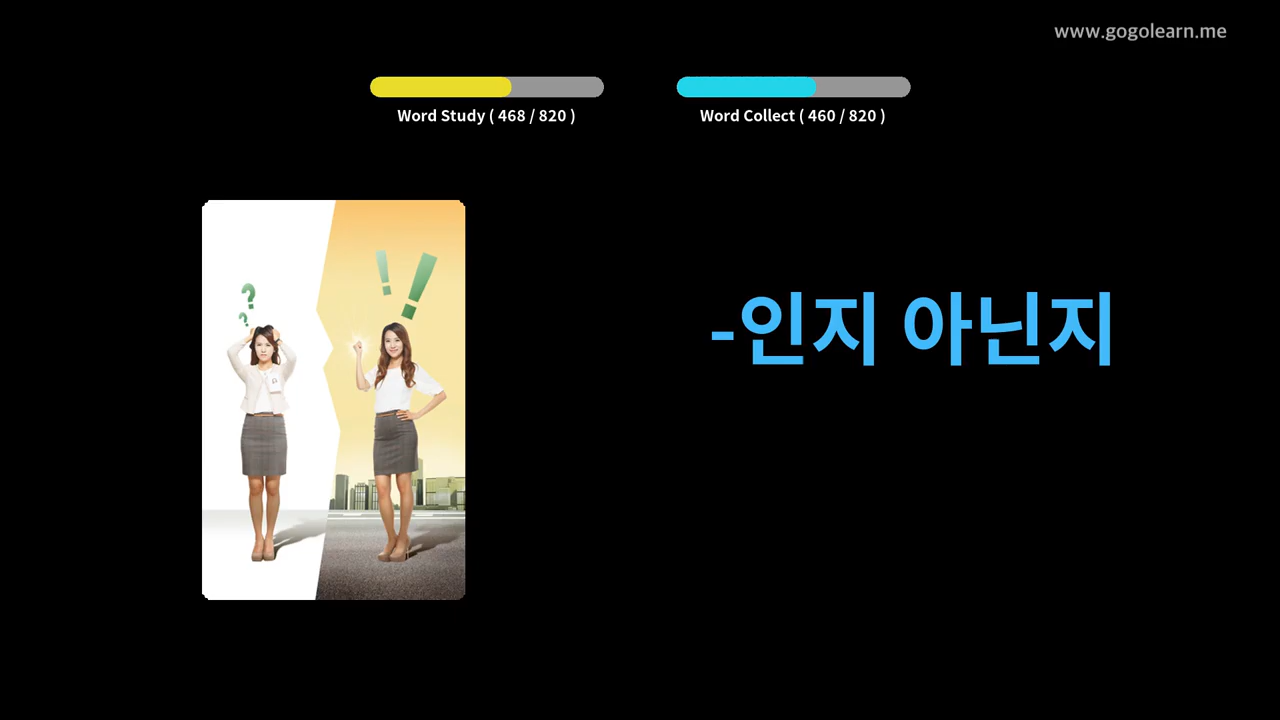 www.gogolearn.me
Word Study ( 468 / 820 )
Word Collect ( 460 / 820 )
? ?
! !
-인지 아닌지